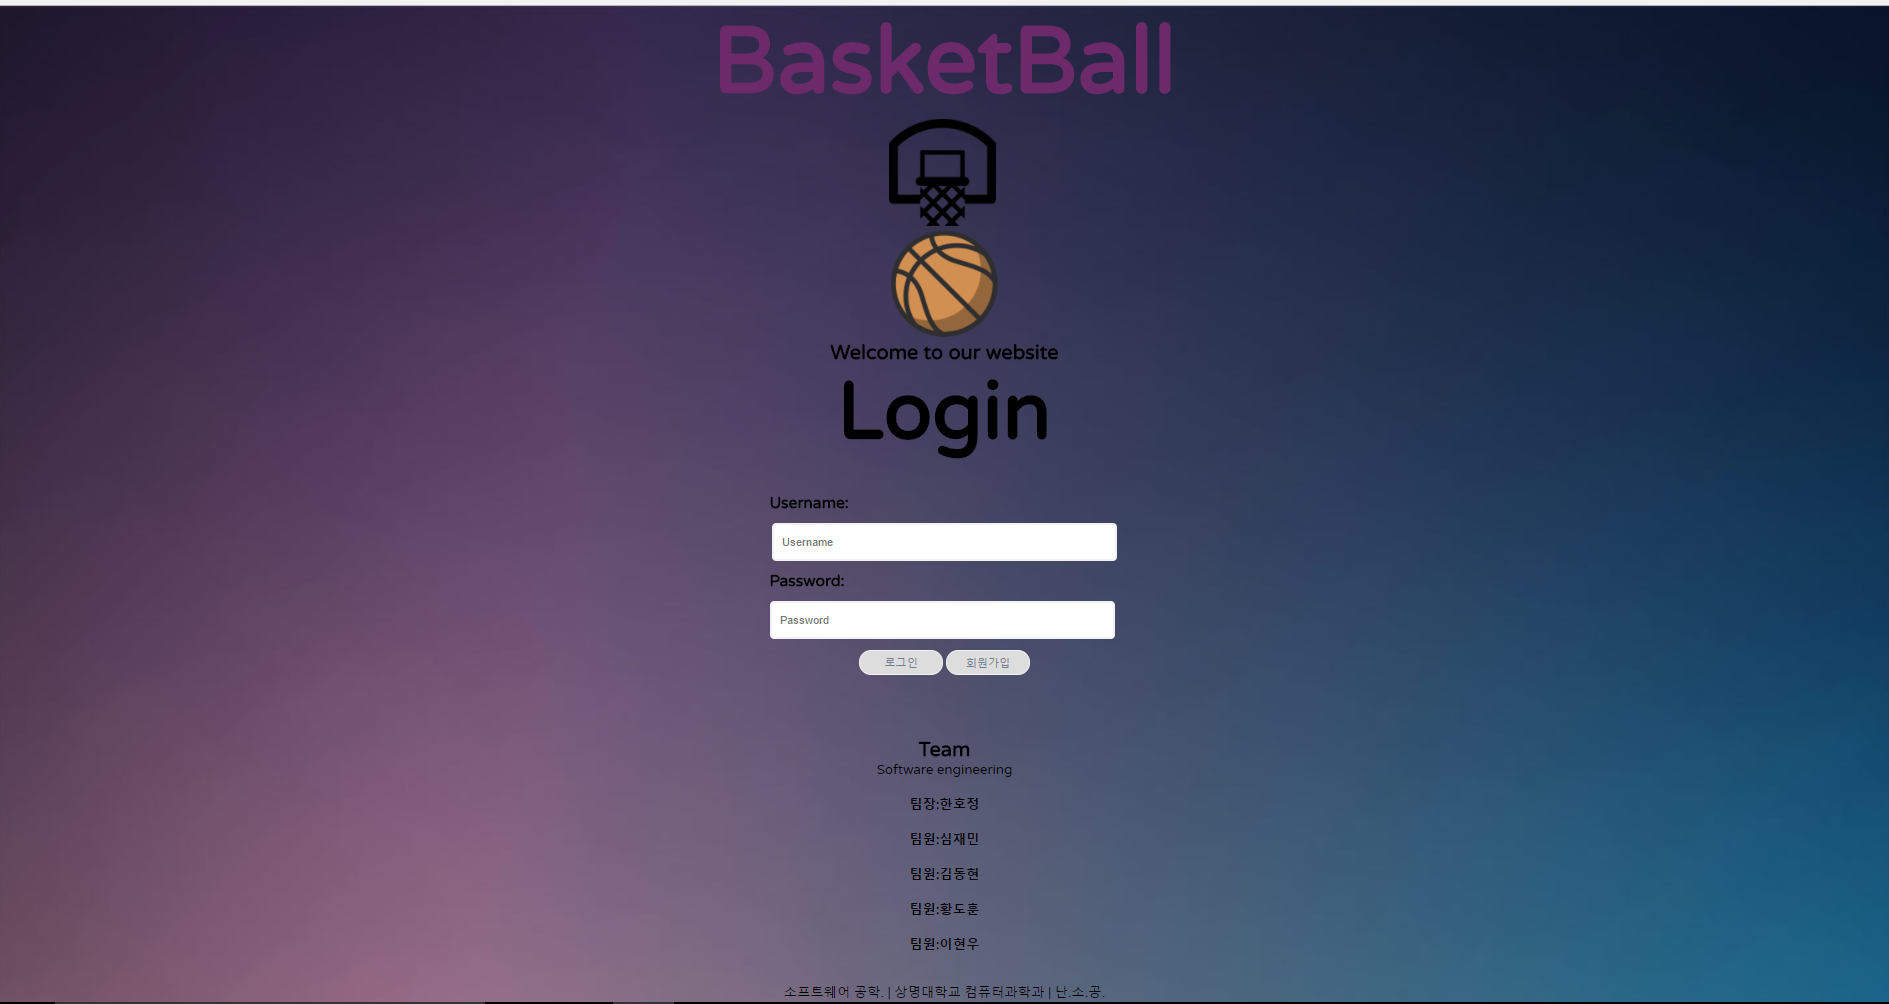 BasketBall
Welcome to our website
Login
Username:
Username
Password:
Password
로그인 회원가입
Team
Software engineering
팀장:한호정
팀원:심재민
팀원:김동현
팀원:황도훈
팀원:이현우
소프트웨어 공학. | 상명대학교 컴퓨터과학과 | 난.소.공.